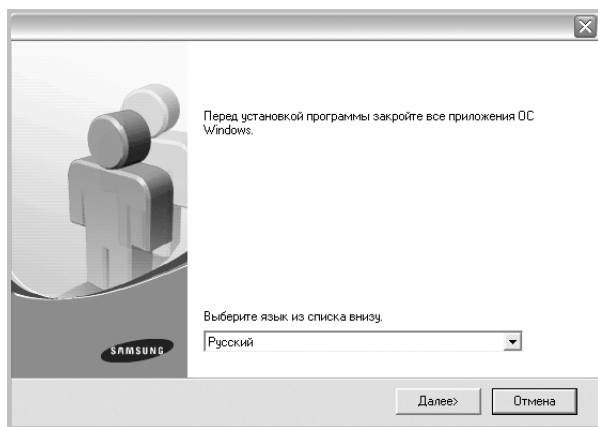 Перед установкой программы закройте все приложения ОС
Windows.
Выберите язык из списка внизу.
Русский
SAMSUNG
Далее>
Отмена